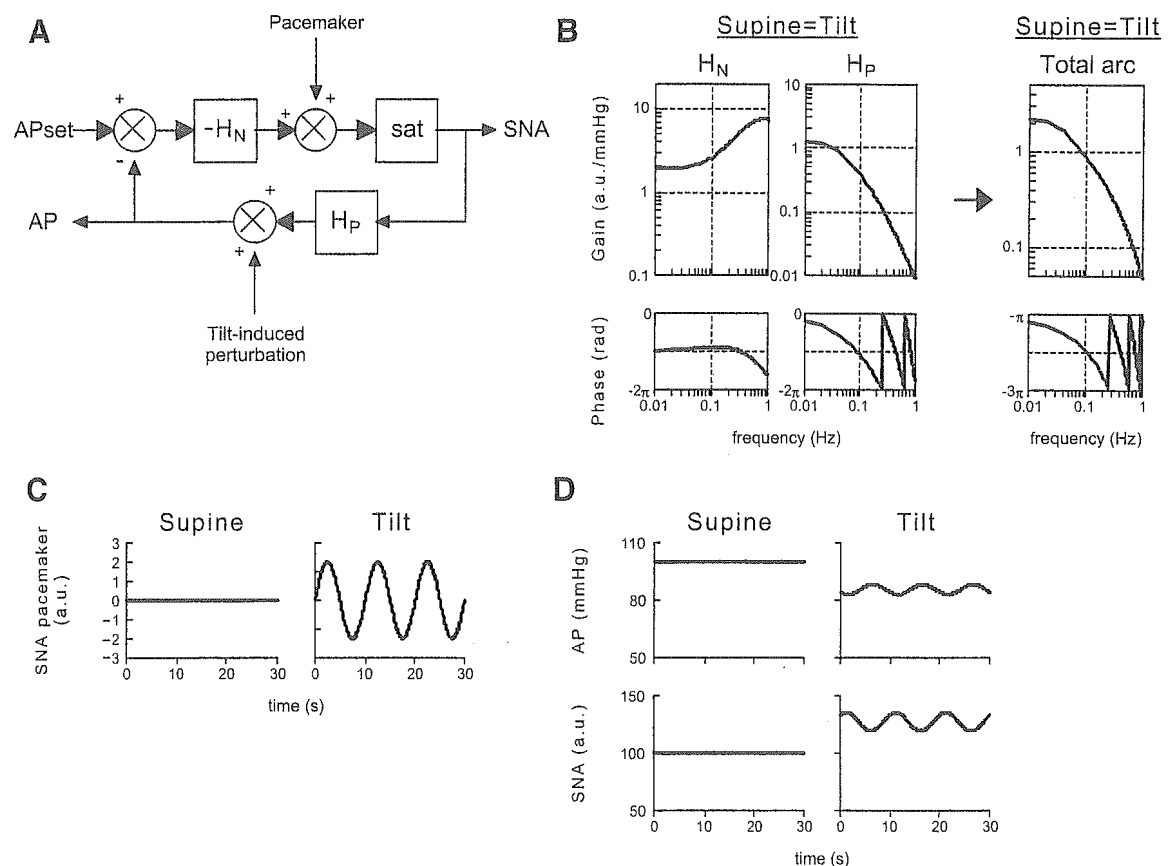 A
Pacemaker
+ + +
APset -H_N sat SNA
-
+
AP H_P
+
Tilt-induced
perturbation
B
Supine=Tilt Supine=Tilt
H_N H_P Total arc
Gain (a.u./mmHg)
10 10
1 1 1
0.1 0.1
0.1 0.01
Phase (rad)
0 0 -π
-2π -2π -3π
0.01 0.1 1 0.01 0.1 1 0.01 0.1 1
frequency (Hz) frequency (Hz)
C
Supine Tilt
SNA pacemaker
(a.u.)
3
2
1
0
-1
-2
-3
0 10 20 30 0 10 20 30
time (s)
D
Supine Tilt
AP (mmHg)
110
80
50
SNA (a.u.)
150
100
50
0 10 20 30 0 10 20 30
time (s)